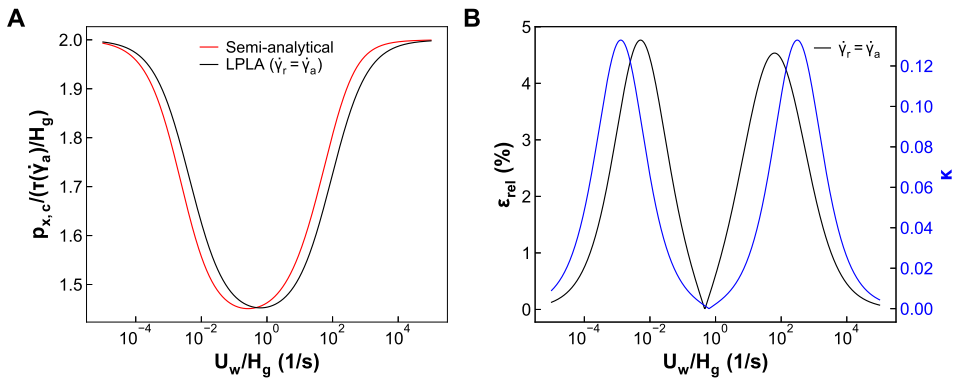 A
2.0
1.9
1.8
1.7
1.6
1.5
p_{x,c}/(τ(γ̇_a)/H_g)
Semi-analytical
LPLA (γ̇_r = γ̇_a)
10^{-4}
10^{-2}
10^0
10^2
10^4
U_w/H_g (1/s)
B
5
4
3
2
1
0
ε_{rel} (%)
γ̇_r = γ̇_a
0.12
0.10
0.08
0.06
0.04
0.02
0.00
κ
10^{-4}
10^{-2}
10^0
10^2
10^4
U_w/H_g (1/s)